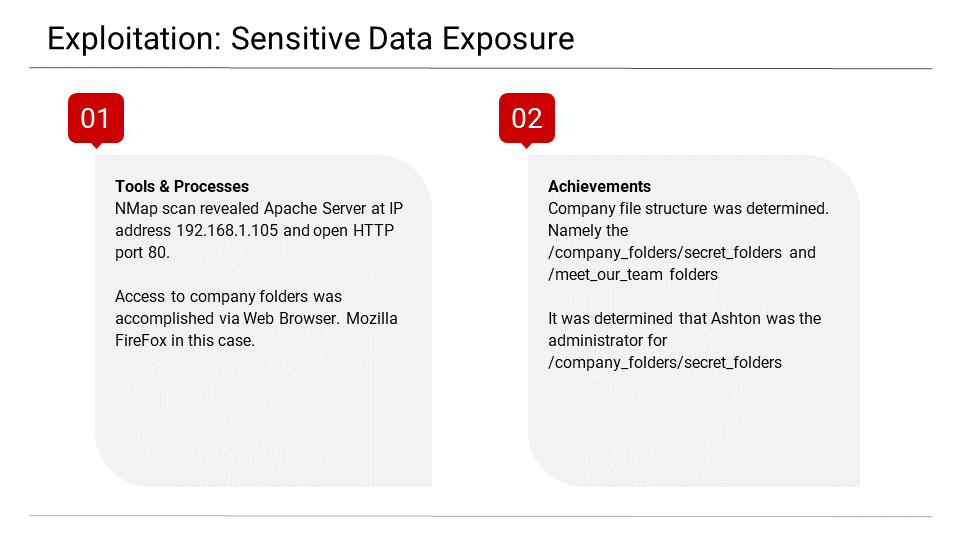 Exploitation: Sensitive Data Exposure
01
Tools & Processes
NMap scan revealed Apache Server at IP
address 192.168.1.105 and open HTTP
port 80.
Access to company folders was
accomplished via Web Browser. Mozilla
FireFox in this case.
02
Achievements
Company file structure was determined.
Namely the
/company_folders/secret_folders and
/meet_our_team folders
It was determined that Ashton was the
administrator for
/company_folders/secret_folders